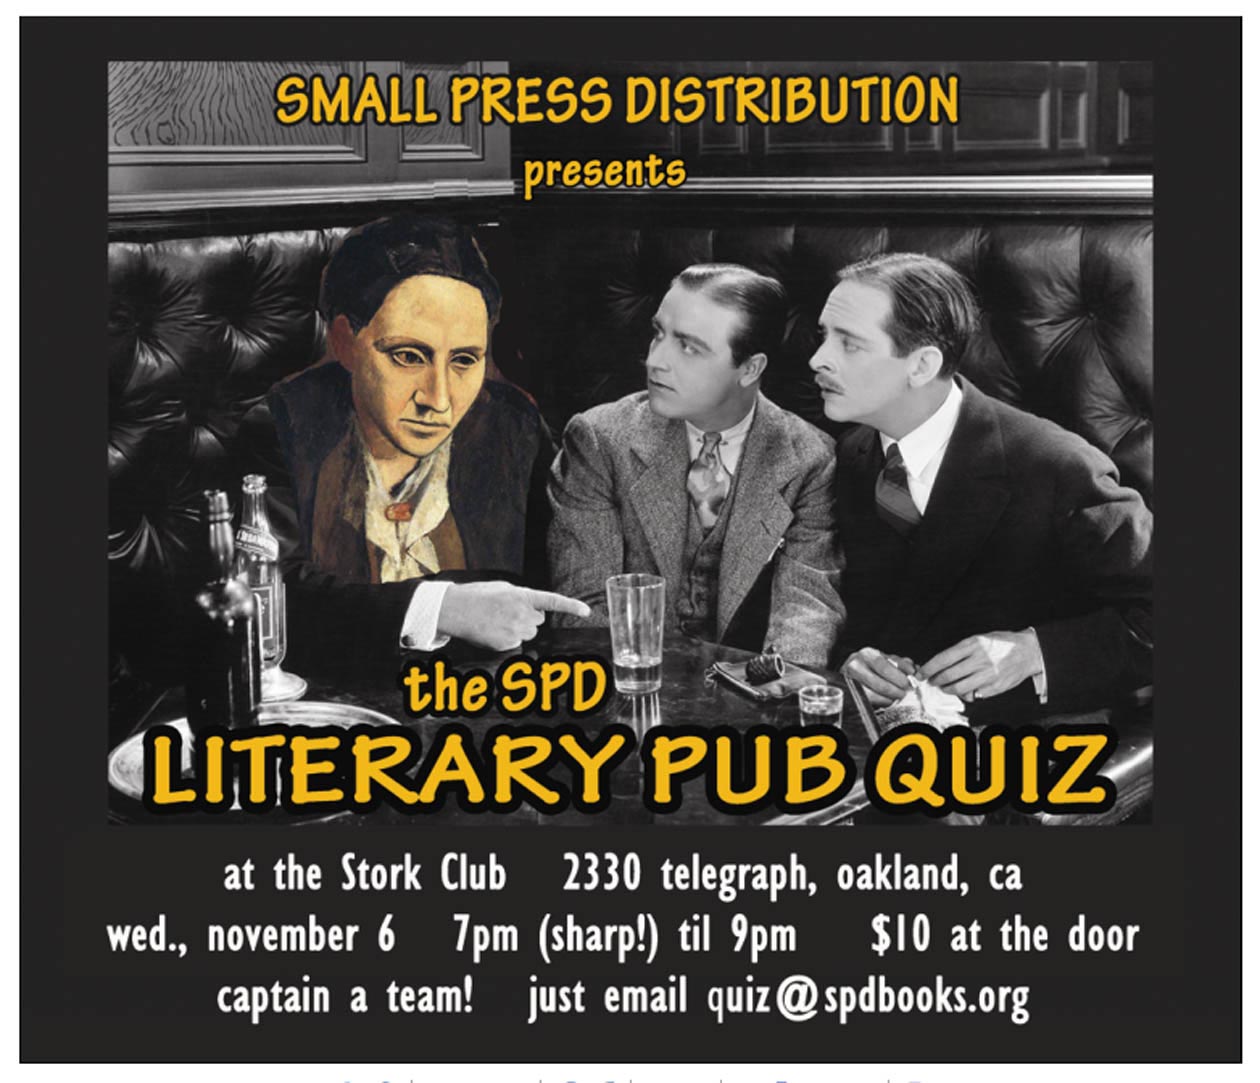 SMALL PRESS DISTRIBUTION
presents
the SPD
LITERARY PUB QUIZ
at the Stork Club 2330 telegraph, oakland, ca
wed., november 6 7pm (sharp!) til 9pm $10 at the door
captain a team! just email quiz@spdbooks.org